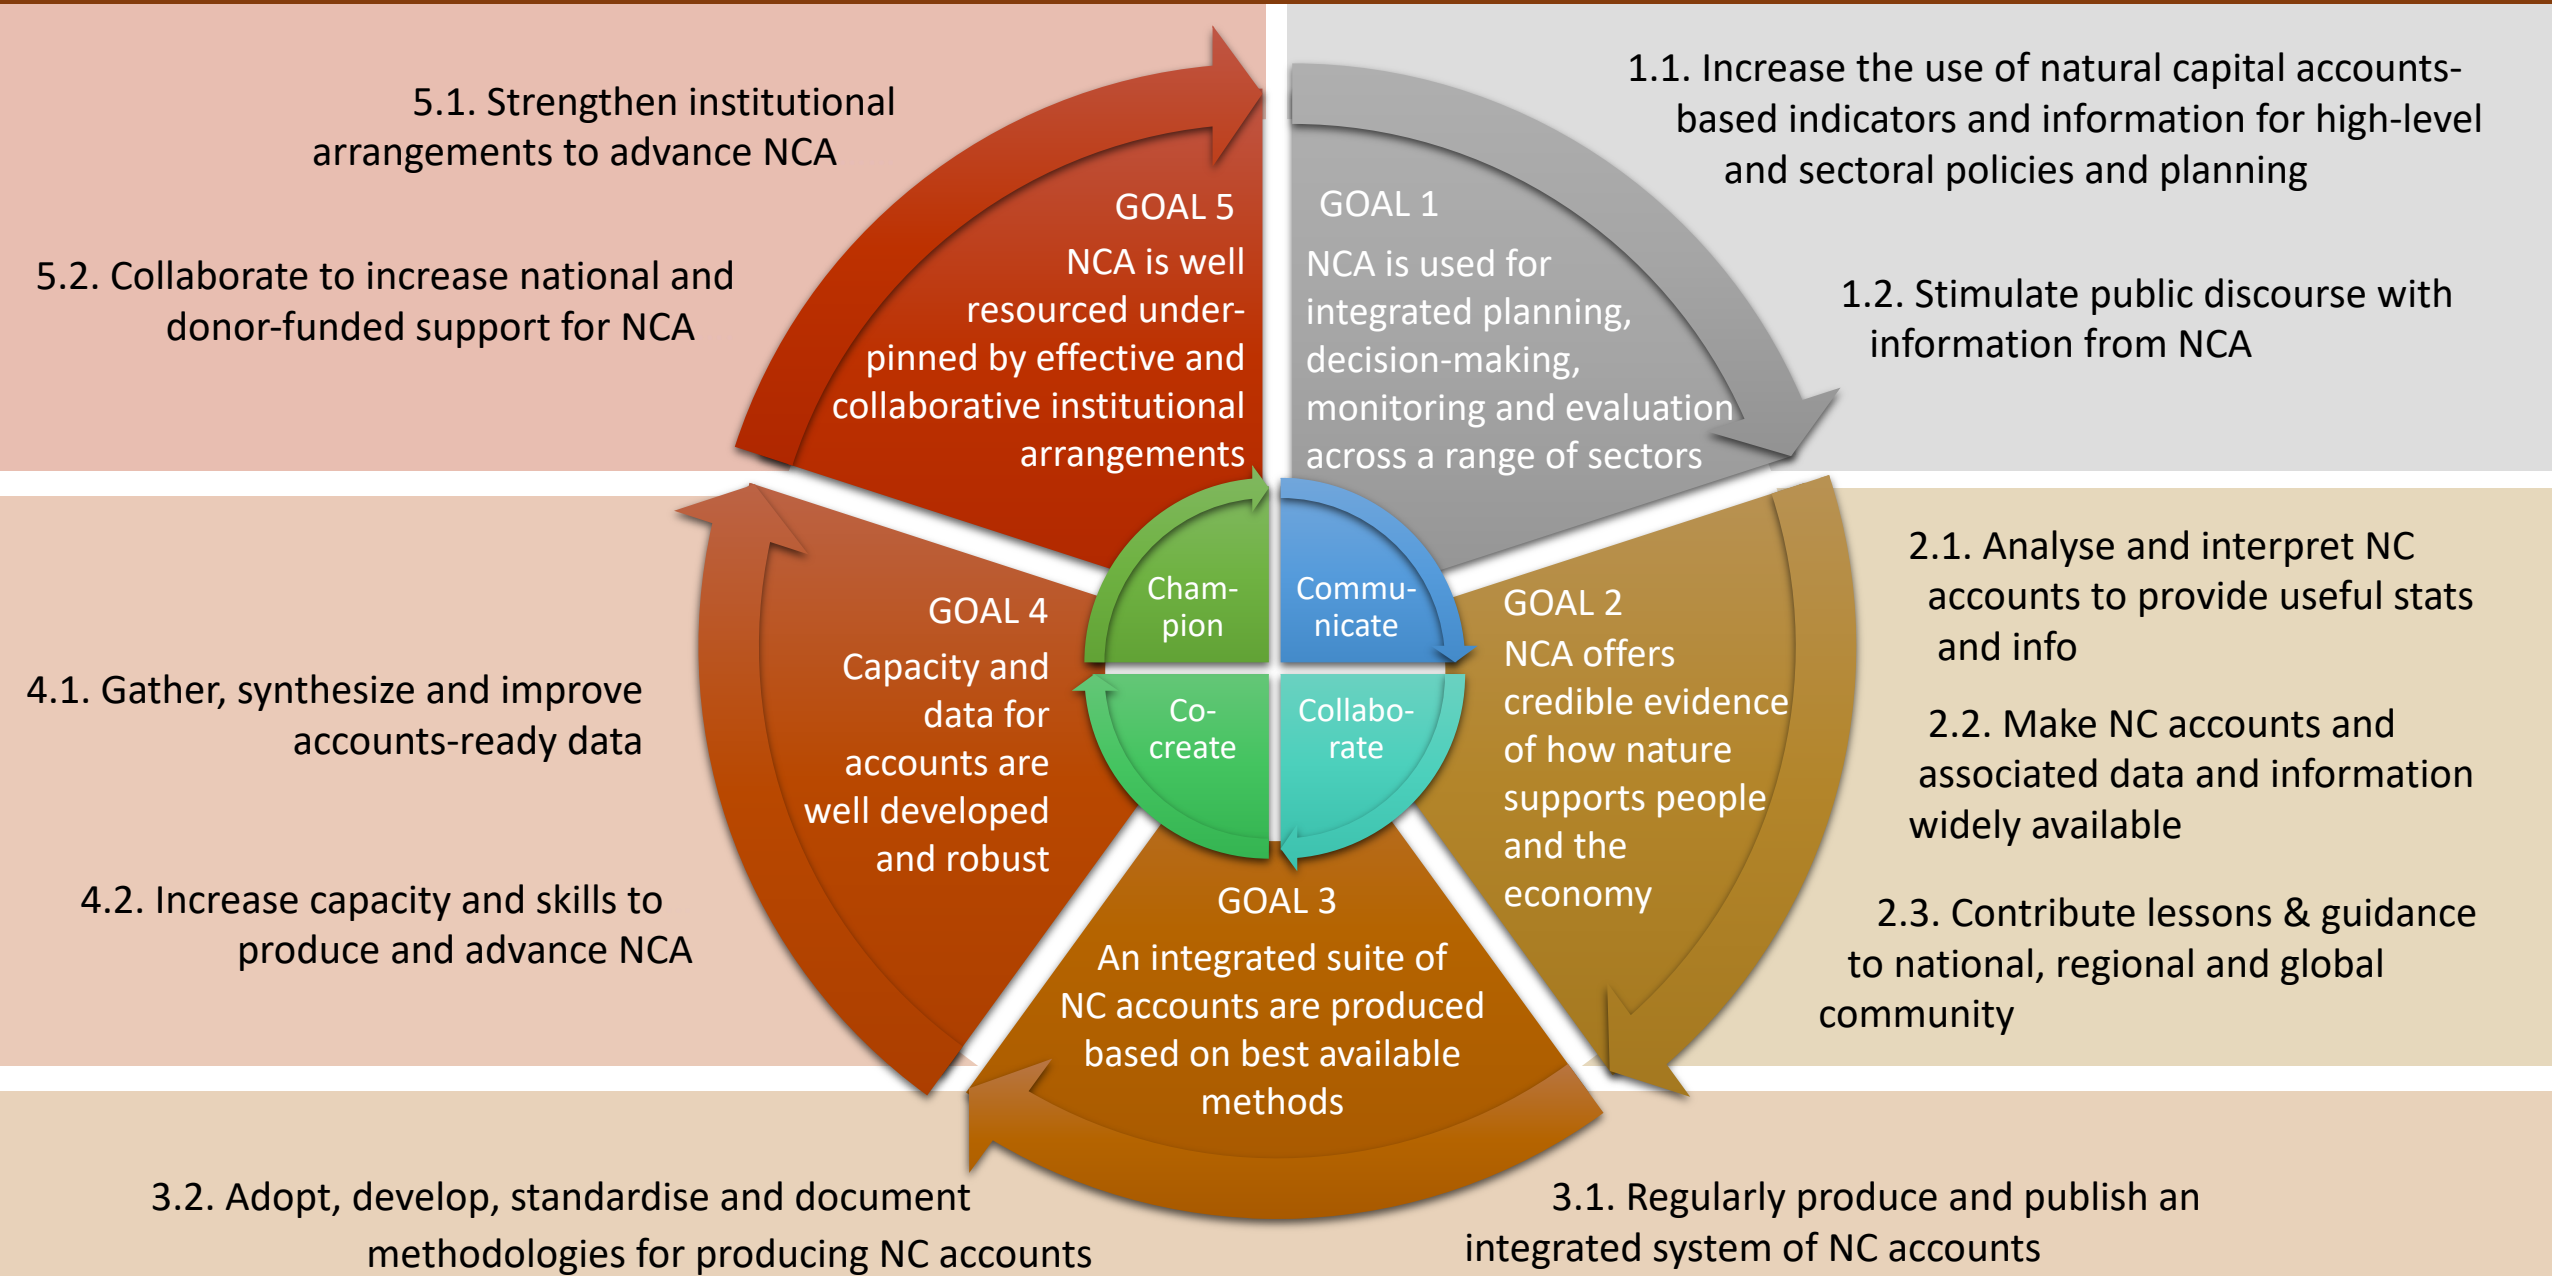 5.1. Strengthen institutional
arrangements to advance NCA
5.2. Collaborate to increase national and
donor-funded support for NCA
GOAL 5
NCA is well
resourced under-
pinned by effective and
collaborative institutional
arrangements
GOAL 1
NCA is used for
integrated planning,
decision-making,
monitoring and evaluation
across a range of sectors
1.1. Increase the use of natural capital accounts-
based indicators and information for high-level
and sectoral policies and planning
1.2. Stimulate public discourse with
information from NCA
Cham-
pion
Commu-
nicate
Co-
create
Collabo-
rate
GOAL 4
Capacity and
data for
accounts are
well developed
and robust
4.1. Gather, synthesize and improve
accounts-ready data
4.2. Increase capacity and skills to
produce and advance NCA
GOAL 2
NCA offers
credible evidence
of how nature
supports people
and the
economy
2.1. Analyse and interpret NC
accounts to provide useful stats
and info
2.2. Make NC accounts and
associated data and information
widely available
2.3. Contribute lessons & guidance
to national, regional and global
community
GOAL 3
An integrated suite of
NC accounts are produced
based on best available
methods
3.2. Adopt, develop, standardise and document
methodologies for producing NC accounts
3.1. Regularly produce and publish an
integrated system of NC accounts